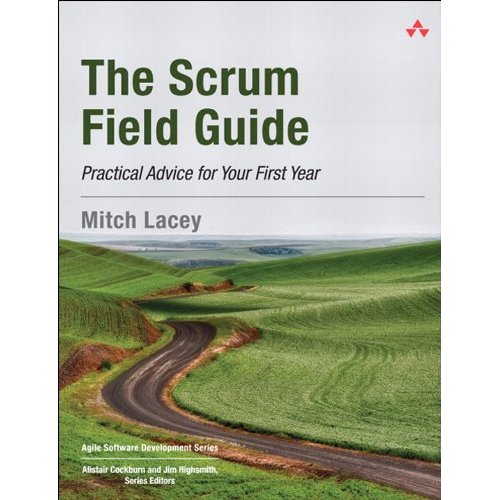 The Scrum
Field Guide
Practical Advice for Your First Year
Mitch Lacey
Agile Software Development Series
Alistair Cockburn and Jim Highsmith,
Series Editors